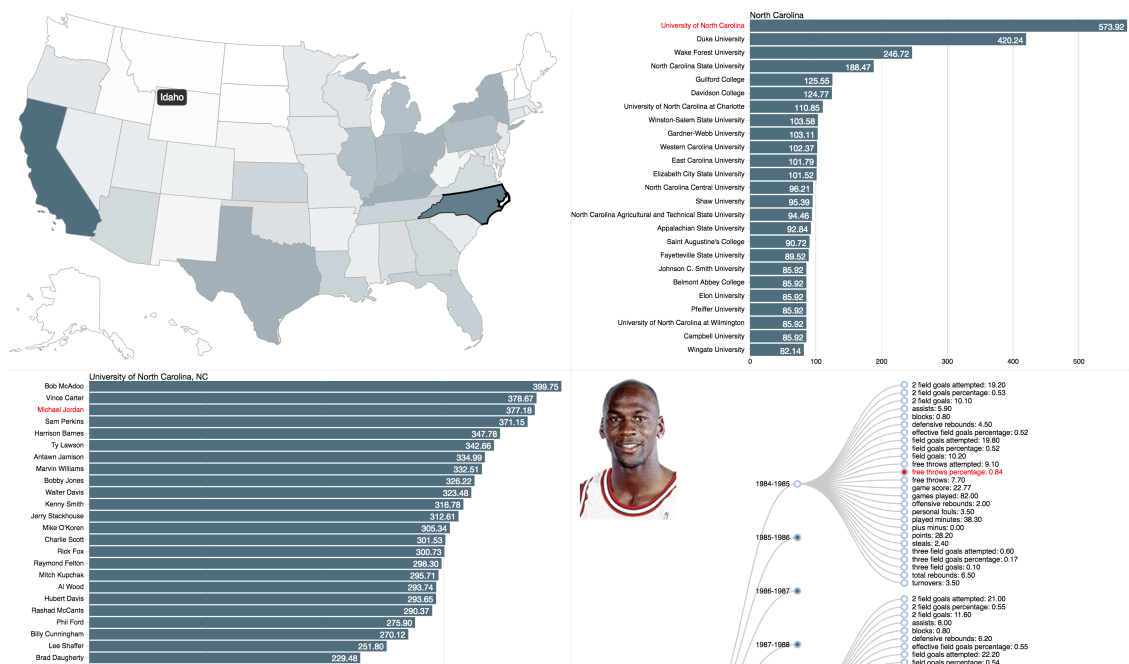 Idaho
North Carolina
University of North Carolina 573.92
Duke University 420.24
Wake Forest University 246.72
North Carolina State University 188.47
Guilford College 125.55
Davidson College 124.77
University of North Carolina at Charlotte 110.85
Winston-Salem State University 103.58
Gardner-Webb University 103.11
Western Carolina University 102.37
East Carolina University 101.79
Elizabeth City State University 101.52
North Carolina Central University 96.21
Shaw University 95.39
North Carolina Agricultural and Technical State University 94.46
Appalachian State University 92.84
Saint Augustine's College 90.72
Fayetteville State University 89.52
Johnson C. Smith University 85.92
Belmont Abbey College 85.92
Elon University 85.92
Pfeiffer University 85.92
University of North Carolina at Wilmington 85.92
Campbell University 85.92
Wingate University 82.14
0 100 200 300 400 500
University of North Carolina, NC
Bob McAdoo 399.75
Vince Carter 378.67
Michael Jordan 377.18
Sam Perkins 371.15
Harrison Barnes 347.78
Ty Lawson 342.66
Antawn Jamison 334.99
Marvin Williams 332.51
Bobby Jones 326.22
Walter Davis 323.48
Kenny Smith 316.78
Jerry Stackhouse 312.61
Mike O'Koren 305.34
Charlie Scott 301.53
Rick Fox 300.73
Raymond Felton 298.30
Mitch Kupchak 295.71
Al Wood 293.74
Hubert Davis 293.65
Rashad McCants 290.37
Phil Ford 275.90
Billy Cunningham 270.12
Lee Shaffer 251.80
Brad Daugherty 229.48
1984-1985
2 field goals attempted: 19.20
2 field goals percentage: 0.53
2 field goals: 10.10
assists: 5.90
blocks: 0.80
defensive rebounds: 4.50
effective field goals percentage: 0.52
field goals attempted: 19.80
field goals percentage: 0.52
field goals: 10.20
free throws attempted: 9.10
free throws percentage: 0.84
free throws: 7.70
game score: 22.77
games played: 82.00
offensive rebounds: 2.00
personal fouls: 3.50
played minutes: 38.30
plus minus: 0.00
points: 28.20
steals: 2.40
three field goals attempted: 0.60
three field goals percentage: 0.17
three field goals: 0.10
total rebounds: 6.50
turnovers: 3.50
1985-1986
1986-1987
1987-1988
2 field goals attempted: 21.00
2 field goals percentage: 0.55
2 field goals: 11.60
assists: 8.00
blocks: 0.80
defensive rebounds: 6.20
effective field goals percentage: 0.55
field goals attempted: 22.20
field goals percentage: 0.54